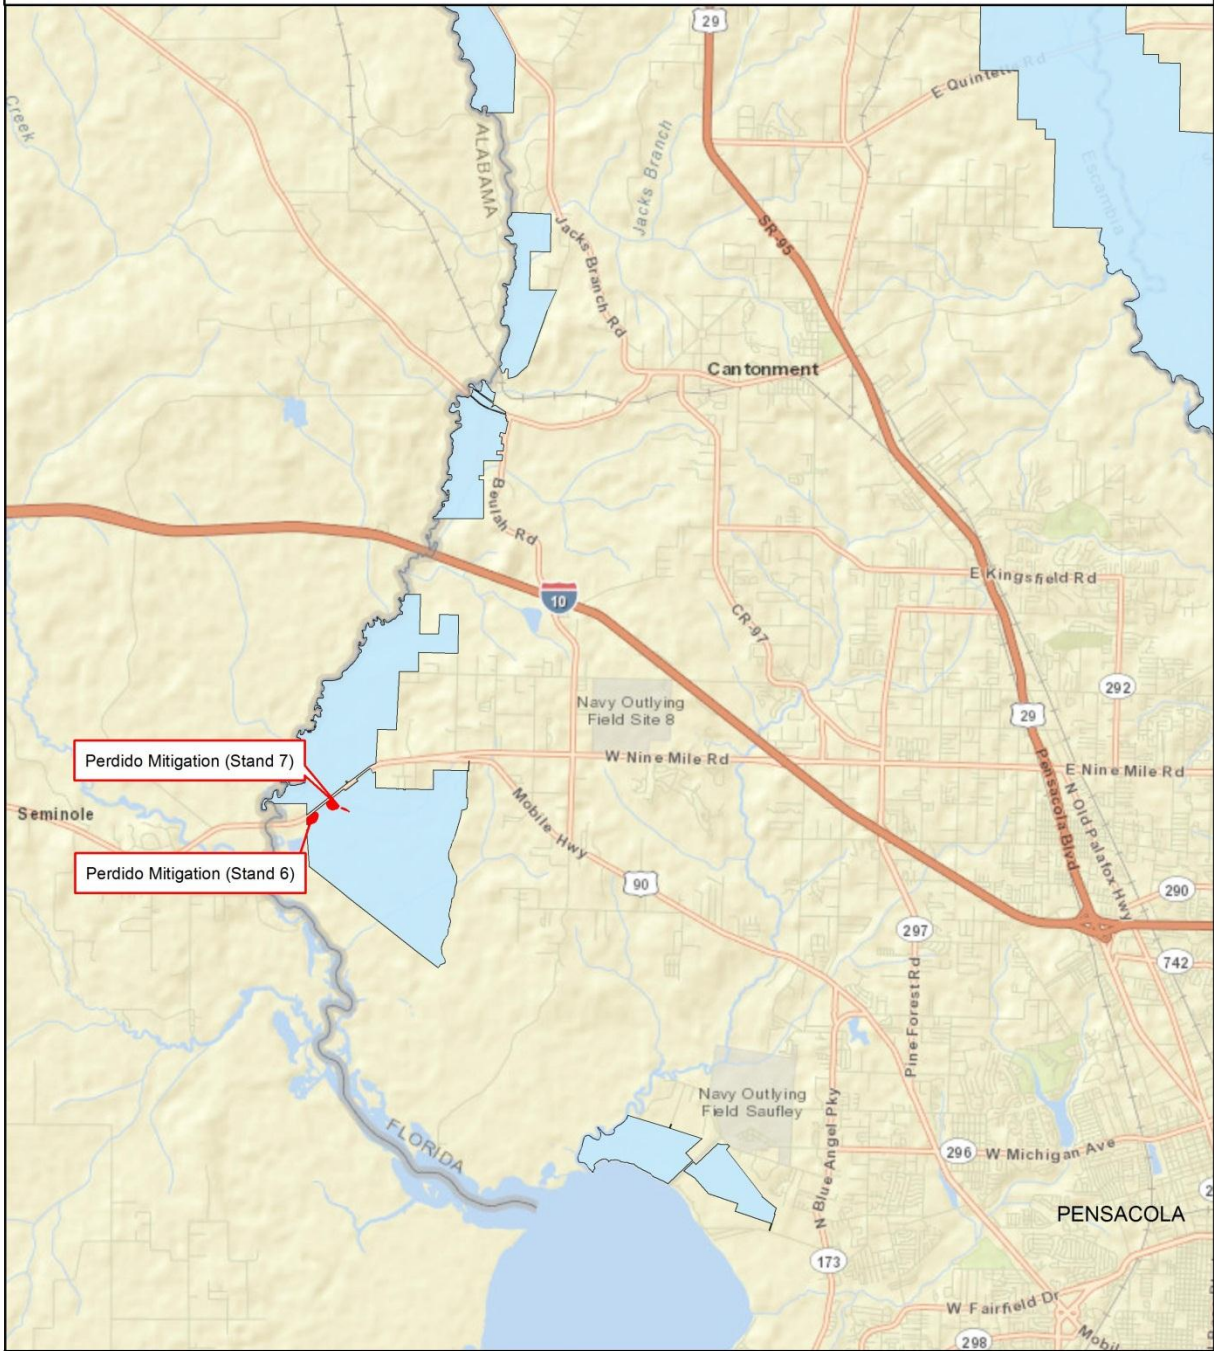 29
E Quintette Rd
Creek
ALABAMA
Jacks Branch
Escambia
Jacks Branch Rd
SR-95
Cantonment
Beulah Rd
10
E Kingsfield Rd
CR-97
292
Navy Outlying
Field Site 8
29
W Nine Mile Rd
E Nine Mile Rd
Perdido Mitigation (Stand 7)
Seminole
Mobile Hwy
Pensacola Blvd
N Old Palafox Hwy
Perdido Mitigation (Stand 6)
90
290
297
742
Pine Forest Rd
Navy Outlying
Field Saufley
N Blue Angel Pky
FLORIDA
296
W Michigan Ave
PENSACOLA
173
W Fairfield Dr
298